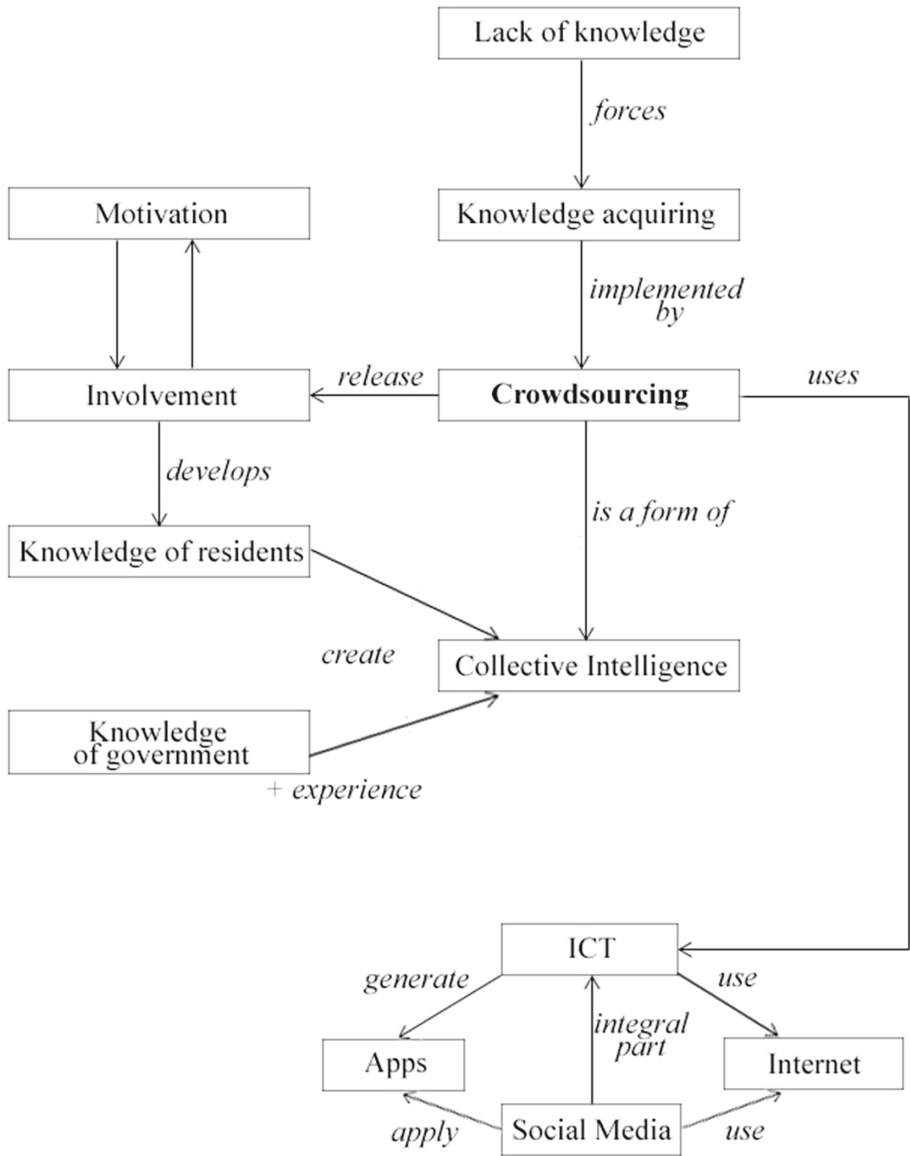 Lack of knowledge
forces
Motivation
Knowledge acquiring
implemented
by
Involvement
release
Crowdsourcing
uses
develops
is a form of
Knowledge of residents
create
Collective Intelligence
Knowledge
of government
+ experience
ICT
generate
use
integral
part
Apps
Internet
apply
Social Media
use